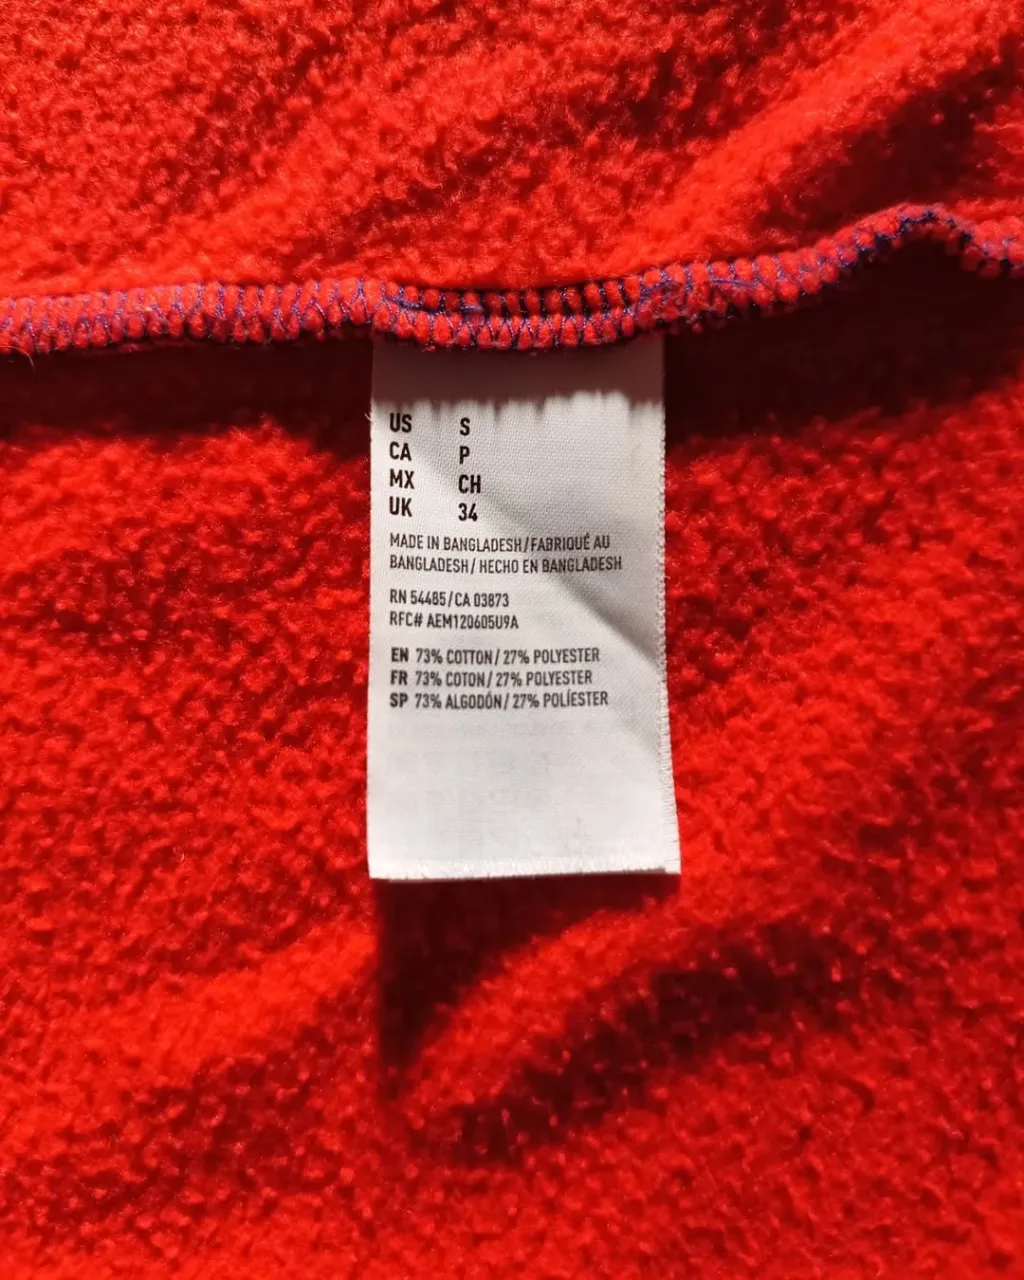 US S
CA P
MX CH
UK 34
MADE IN BANGLADESH/FABRIQUÉ AU
BANGLADESH/ HECHO EN BANGLADESH
RN 54485/CA 03873
RFC# AEM120605U9A
EN 73% COTTON/ 27% POLYESTER
FR 73% COTON/ 27% POLYESTER
SP 73% ALGODÓN/ 27% POLÍESTER